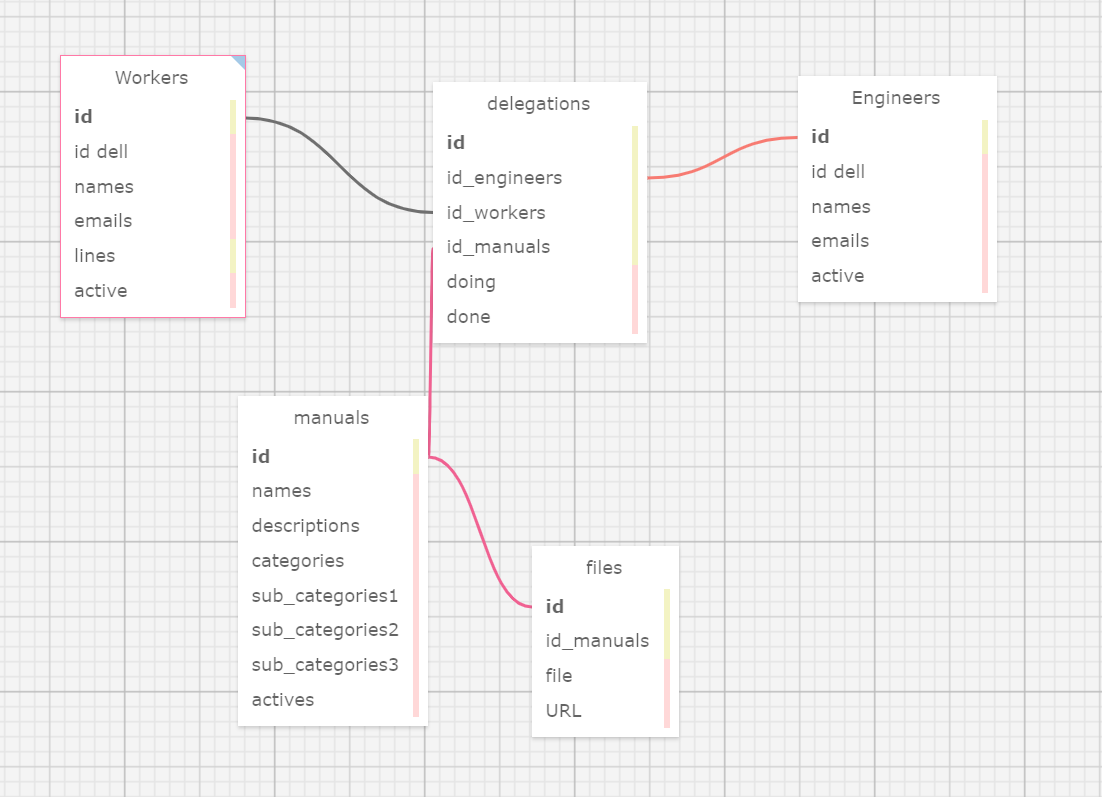 Workers
id
id dell
names
emails
lines
active
delegations
id
id_engineers
id_workers
id_manuals
doing
done
Engineers
id
id dell
names
emails
active
manuals
id
names
descriptions
categories
sub_categories1
sub_categories2
sub_categories3
actives
files
id
id_manuals
file
URL